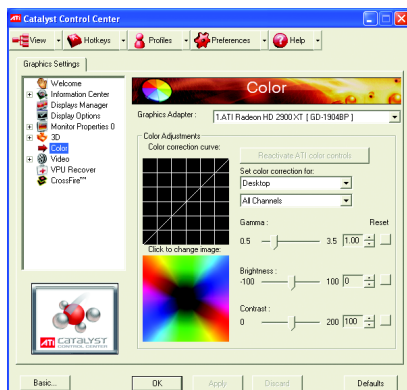 ATI Catalyst Control Center
View Hotkeys Profiles Preferences Help
Graphics Settings
Welcome
Information Center
Displays Manager
Display Options
Monitor Properties 0
3D
Color
Video
VPU Recover
CrossFire™
Color
Graphics Adapter : 1.ATI Radeon HD 2900 XT [ GD-1904BP ]
Color Adjustments
Color correction curve:
Reactivate ATI color controls
Set color correction for:
Desktop
All Channels
Click to change image:
Gamma : Reset
0.5 3.5 1.00
Brightness :
-100 100 0
Contrast :
0 200 100
ATI CATALYST
CONTROL CENTER
Basic... OK Apply Discard Defaults